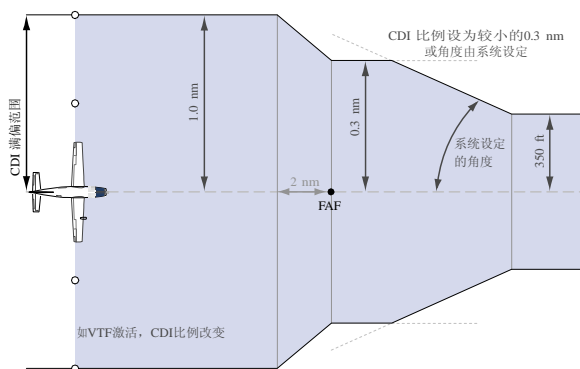 CDI 比例设为较小的0.3 nm
或角度由系统设定
CDI 满偏范围
1.0 nm
0.3 nm
系统设定
的角度
350 ft
2 nm
FAF
如VTF激活，CDI比例改变